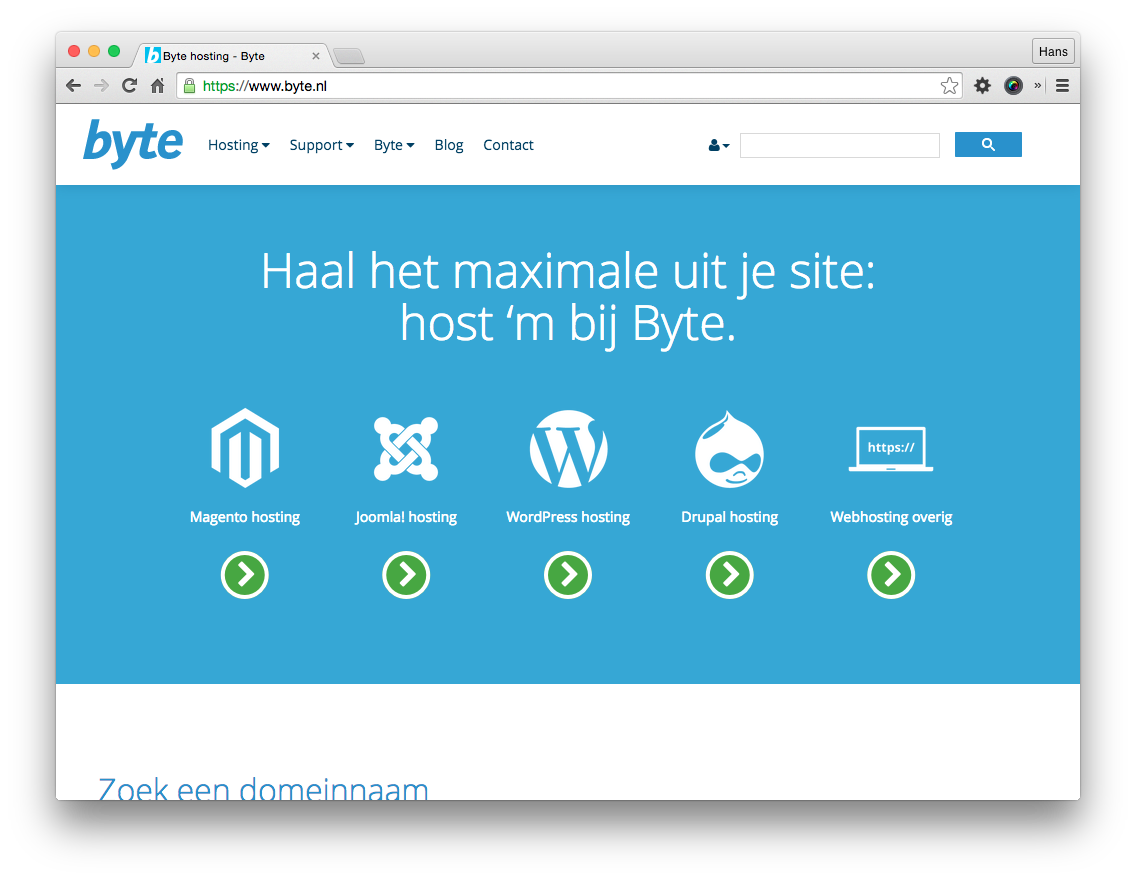 Byte hosting - Byte
Hans
https://www.byte.nl
»
byte
Hosting
Support
Byte
Blog
Contact
Haal het maximale uit je site:
host ‘m bij Byte.
https://
Magento hosting
Joomla! hosting
WordPress hosting
Drupal hosting
Webhosting overig
Zoek een domeinnaam